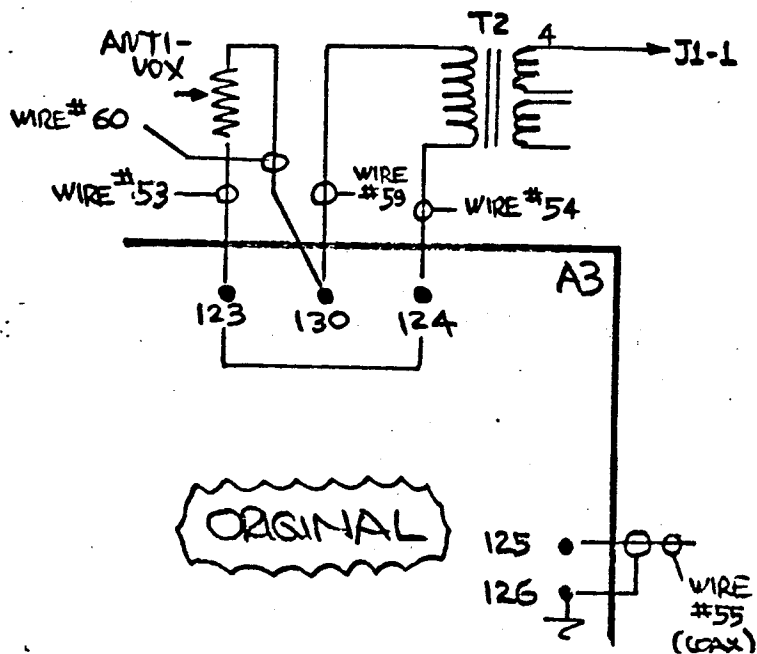 T2
ANTI-
VOX
4
J1-1
WIRE# 60
WIRE #53
WIRE
#59
WIRE #54
A3
123
130
124
ORIGINAL
125
126
WIRE
#55
(COAX)